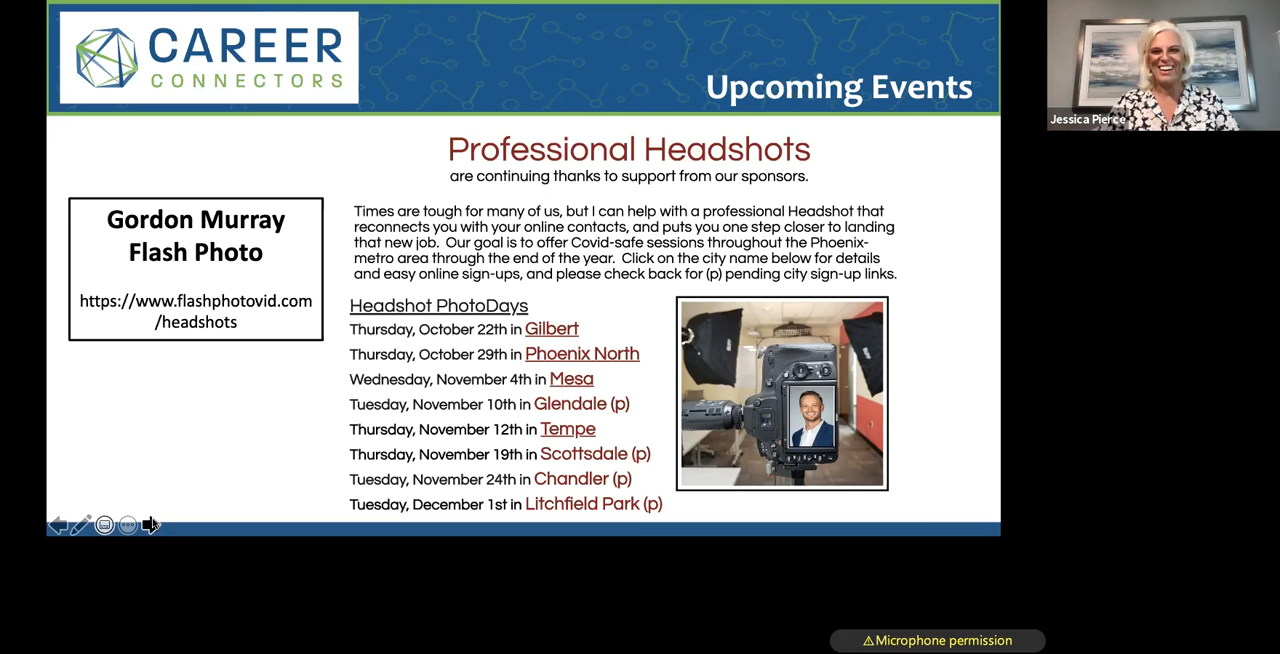 CAREER
CONNECTORS
Upcoming Events
Professional Headshots
are continuing thanks to support from our sponsors.
Gordon Murray
Flash Photo
https://www.flashphotovid.com
/headshots
Times are tough for many of us, but I can help with a professional Headshot that
reconnects you with your online contacts, and puts you one step closer to landing
that new job. Our goal is to offer Covid-safe sessions throughout the Phoenix-
metro area through the end of the year. Click on the city name below for details
and easy online sign-ups, and please check back for (p) pending city sign-up links.
Headshot PhotoDays
Thursday, October 22th in Gilbert
Thursday, October 29th in Phoenix North
Wednesday, November 4th in Mesa
Tuesday, November 10th in Glendale (p)
Thursday, November 12th in Tempe
Thursday, November 19th in Scottsdale (p)
Tuesday, November 24th in Chandler (p)
Tuesday, December 1st in Litchfield Park (p)
Jessica Pierce
⚠Microphone permission